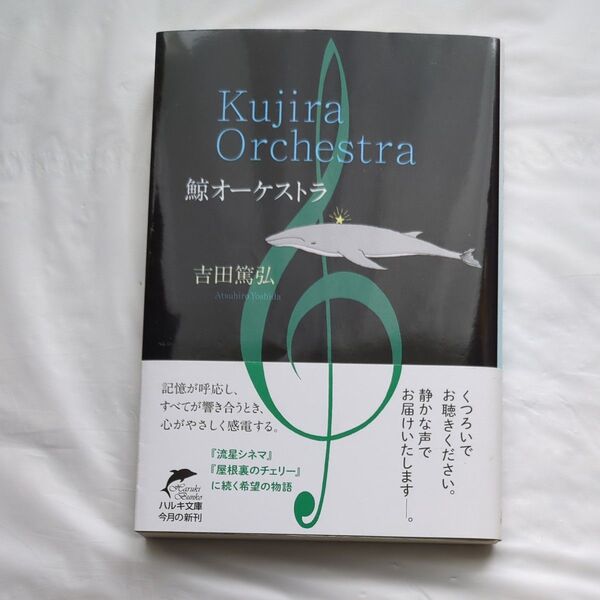 Kujira
Orchestra
鯨オーケストラ
吉田篤弘
Atsuhiro Yoshida
記憶が呼応し、
すべてが響き合うとき、
心がやさしく感電する。
『流星シネマ』
『屋根裏のチェリー』
に続く希望の物語
くつろいで
お聴きください。
静かな声で
お届けいたします―。
Haruki
Bunko
ハルキ文庫
今月の新刊